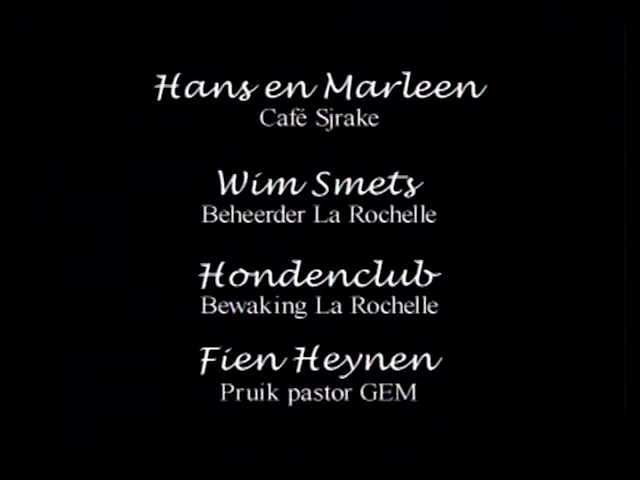 Hans en Marleen
Café Sjrake
Wim Smets
Beheerder La Rochelle
Hondenclub
Bewaking La Rochelle
Fien Heynen
Pruik pastor GEM